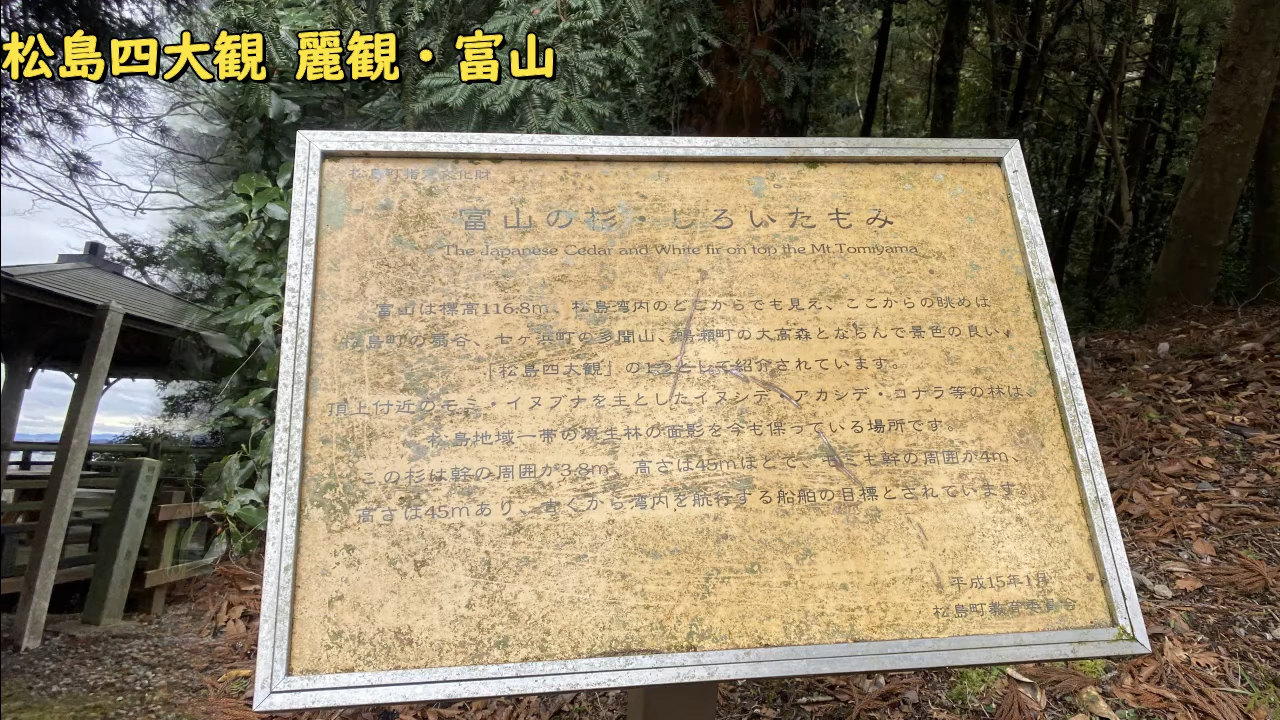 松島四大観 麗観・富山
松島町指定文化財
富山の杉・しろいたもみ
The Japanese Cedar and White fir on top the Mt.Tomiyama
富山は標高116.8m、松島湾内のどこからでも見え、ここからの眺めは
松島町の扇谷、七ヶ浜町の多聞山、鳴瀬町の大高森とならんで景色の良い、
「松島四大観」の1つとして紹介されています。
頂上付近のモミ・イヌブナを主としたイヌシデ・アカシデ・コナラ等の林は、
松島地域一帯の原生林の面影を今も保っている場所です。
この杉は幹の周囲が3.8m、高さは45mほどで、モミも幹の周囲が4m、
高さは45mあり、古くから湾内を航行する船舶の目標とされています。
平成15年1月
松島町教育委員会